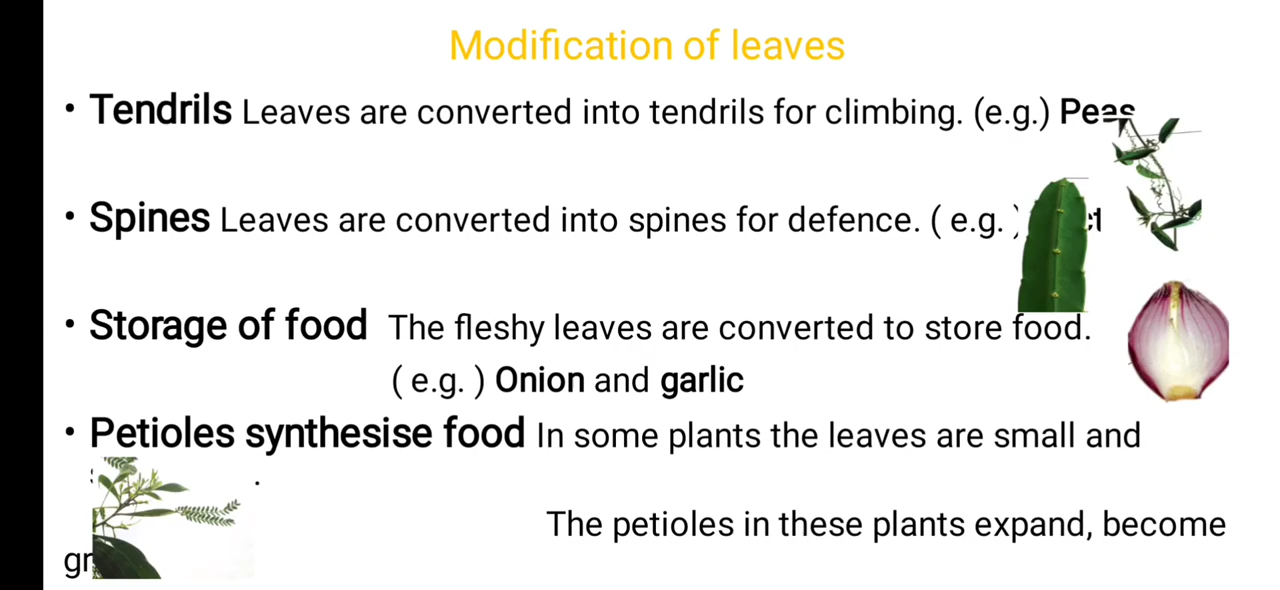 Modification of leaves
• Tendrils Leaves are converted into tendrils for climbing. (e.g.) Peas
• Spines Leaves are converted into spines for defence. ( e.g. )
• Storage of food The fleshy leaves are converted to store food.
( e.g. ) Onion and garlic
• Petioles synthesise food In some plants the leaves are small and
The petioles in these plants expand, become